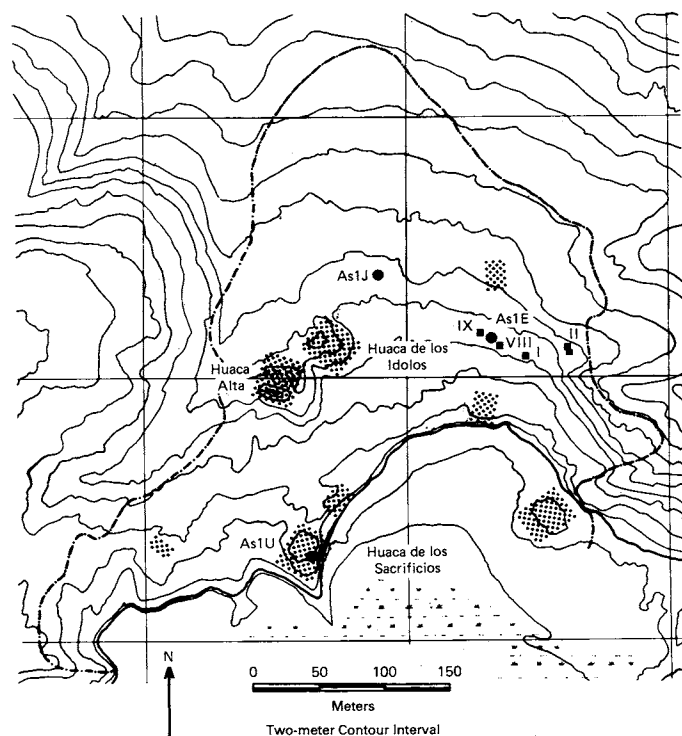 As1J
As1E
IX
VIII
I
II
Huaca de los
Idolos
Huaca
Alta
As1U
Huaca de los
Sacrificios
N
0 50 100 150
Meters
Two-meter Contour Interval